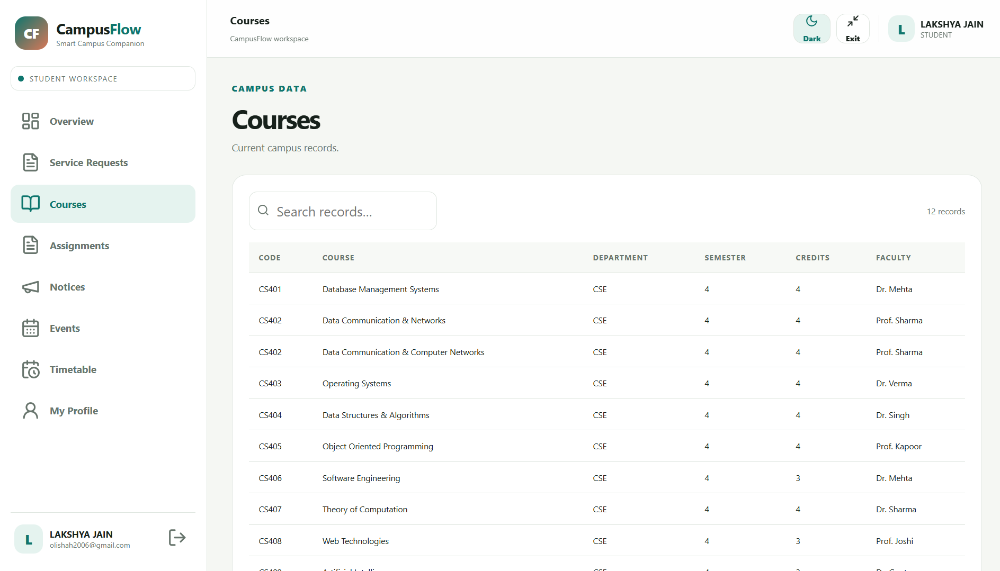 CF
CampusFlow
Smart Campus Companion
STUDENT WORKSPACE
Overview
Service Requests
Courses
Assignments
Notices
Events
Timetable
My Profile
L
LAKSHYA JAIN
olishah2006@gmail.com
Courses
CampusFlow workspace
Dark
Exit
L
LAKSHYA JAIN
STUDENT
CAMPUS DATA
Courses
Current campus records.
Search records...
12 records
CODE COURSE DEPARTMENT SEMESTER CREDITS FACULTY
CS401 Database Management Systems CSE 4 4 Dr. Mehta
CS402 Data Communication & Networks CSE 4 4 Prof. Sharma
CS402 Data Communication & Computer Networks CSE 4 4 Prof. Sharma
CS403 Operating Systems CSE 4 4 Dr. Verma
CS404 Data Structures & Algorithms CSE 4 4 Dr. Singh
CS405 Object Oriented Programming CSE 4 4 Prof. Kapoor
CS406 Software Engineering CSE 4 3 Dr. Mehta
CS407 Theory of Computation CSE 4 4 Dr. Sharma
CS408 Web Technologies CSE 4 3 Prof. Joshi